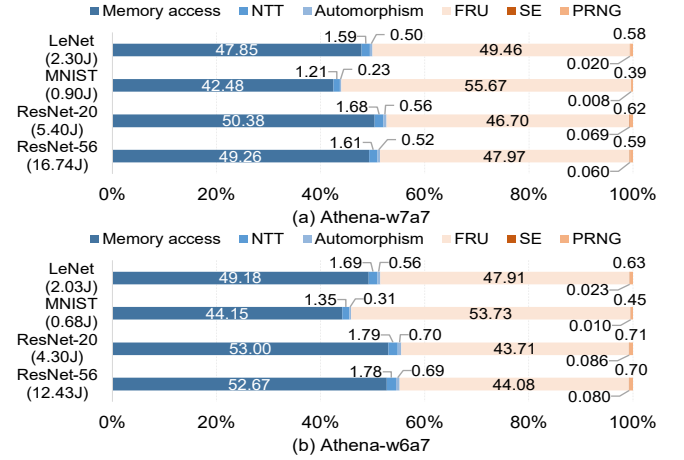 Memory access NTT Automorphism FRU SE PRNG
LeNet
(2.30J)
1.59 0.50 0.58
47.85 49.46 0.020
MNIST
(0.90J)
1.21 0.23 0.39
42.48 55.67 0.008
ResNet-20
(5.40J)
1.68 0.56 0.62
50.38 46.70 0.069
ResNet-56
(16.74J)
1.61 0.52 0.59
49.26 47.97 0.060
0% 20% 40% 60% 80% 100%
(a) Athena-w7a7
Memory access NTT Automorphism FRU SE PRNG
LeNet
(2.03J)
1.69 0.56 0.63
49.18 47.91 0.023
MNIST
(0.68J)
1.35 0.31 0.45
44.15 53.73 0.010
ResNet-20
(4.30J)
1.79 0.70 0.71
53.00 43.71 0.086
ResNet-56
(12.43J)
1.78 0.69 0.70
52.67 44.08 0.080
0% 20% 40% 60% 80% 100%
(b) Athena-w6a7